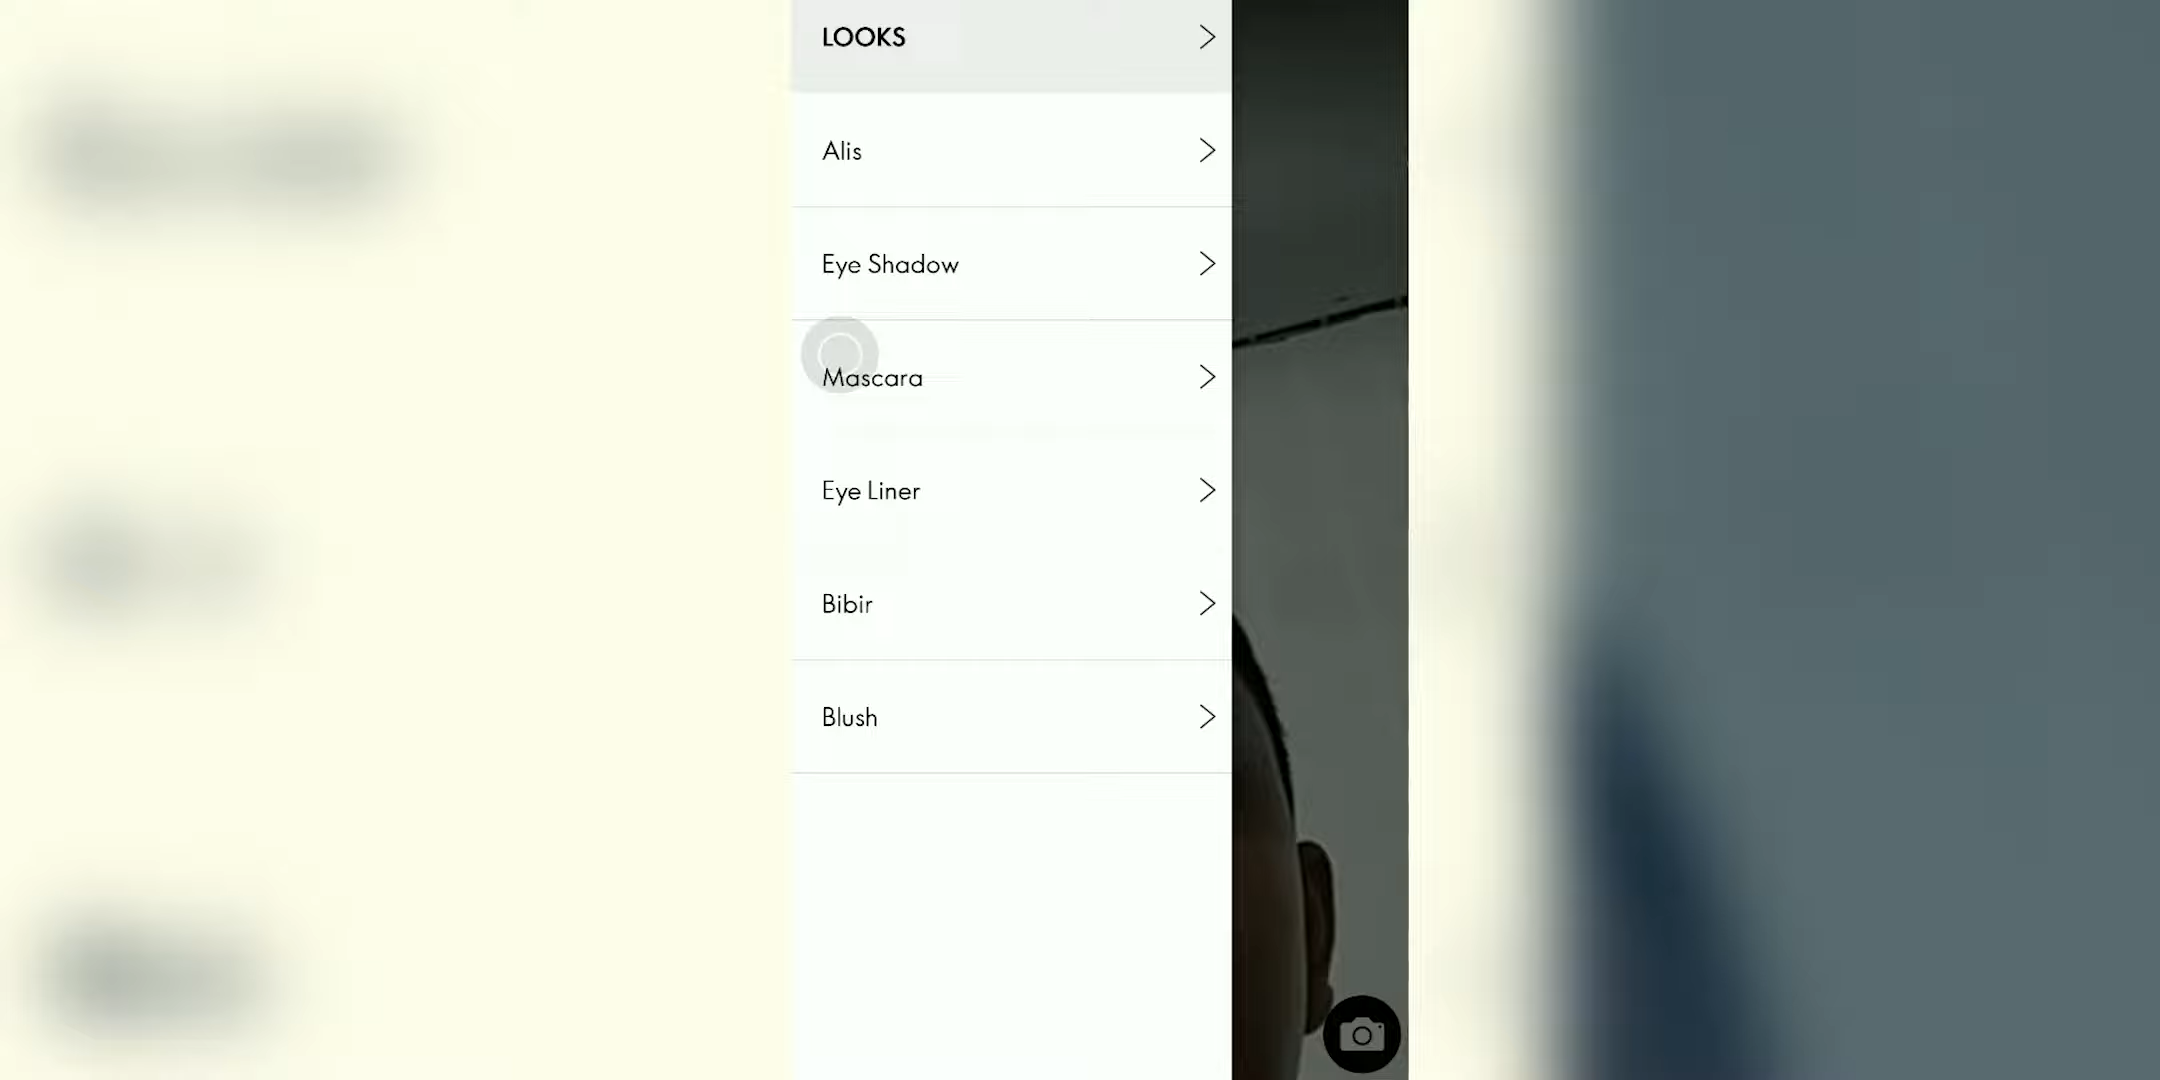 LOOKS
Alis
Eye Shadow
Mascara
Eye Liner
Bibir
Blush